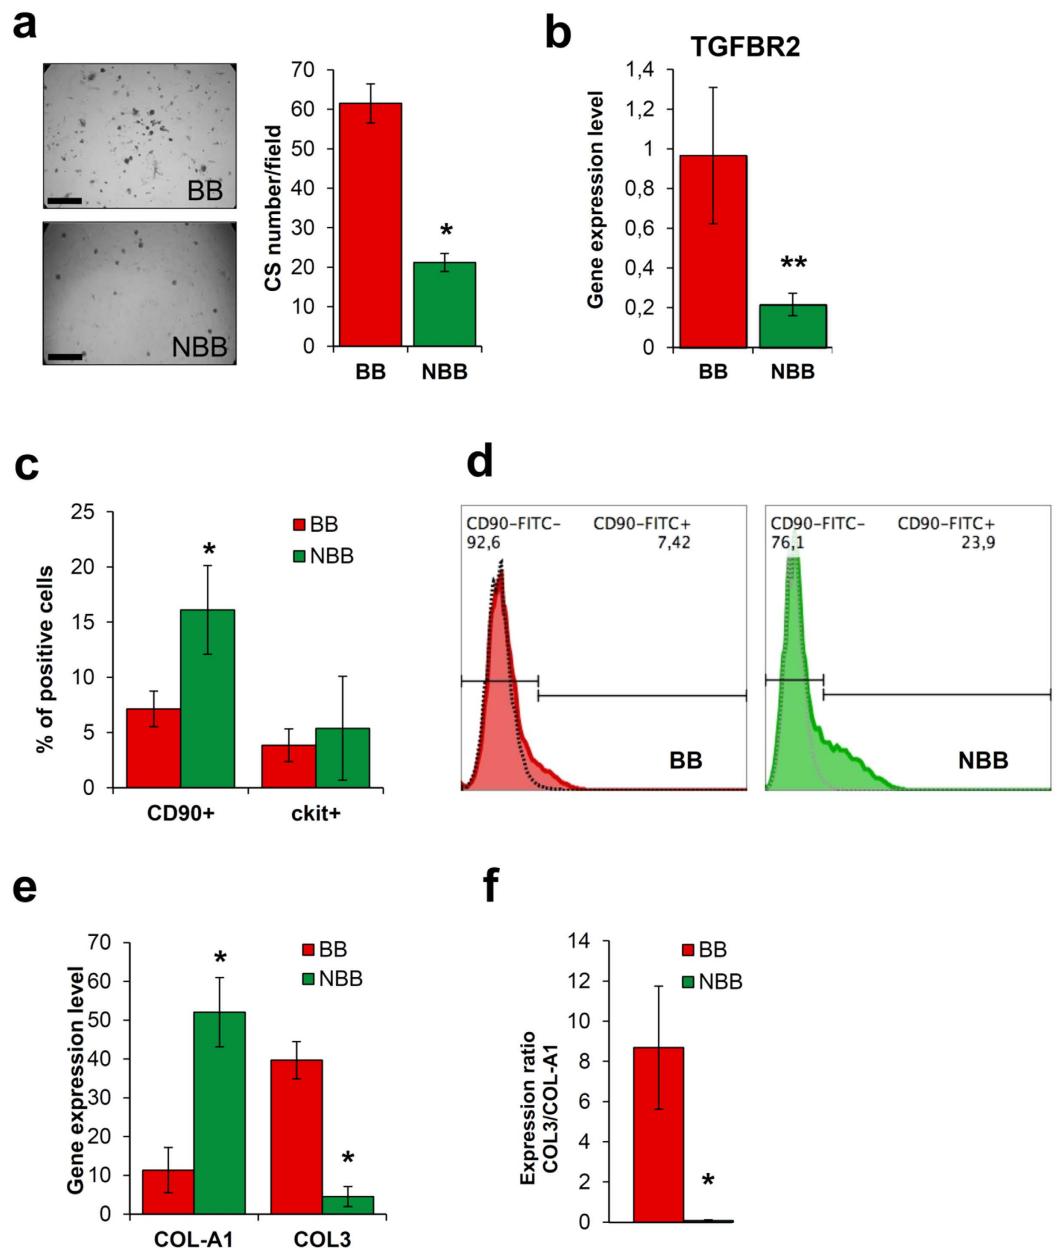 a
BB
NBB
CS number/field
70
60
50
40
30
20
10
0
*
BB NBB
b
TGFBR2
Gene expression level
1,4
1,2
1
0,8
0,6
0,4
0,2
0
**
BB NBB
c
% of positive cells
25
20
15
10
5
0
BB
NBB
*
CD90+ ckit+
d
CD90-FITC- CD90-FITC+
92,6 7,42
BB
CD90-FITC- CD90-FITC+
76,1 23,9
NBB
e
Gene expression level
70
60
50
40
30
20
10
0
BB
NBB
*
*
COL-A1 COL3
f
Expression ratio
COL3/COL-A1
14
12
10
8
6
4
2
0
BB
NBB
*